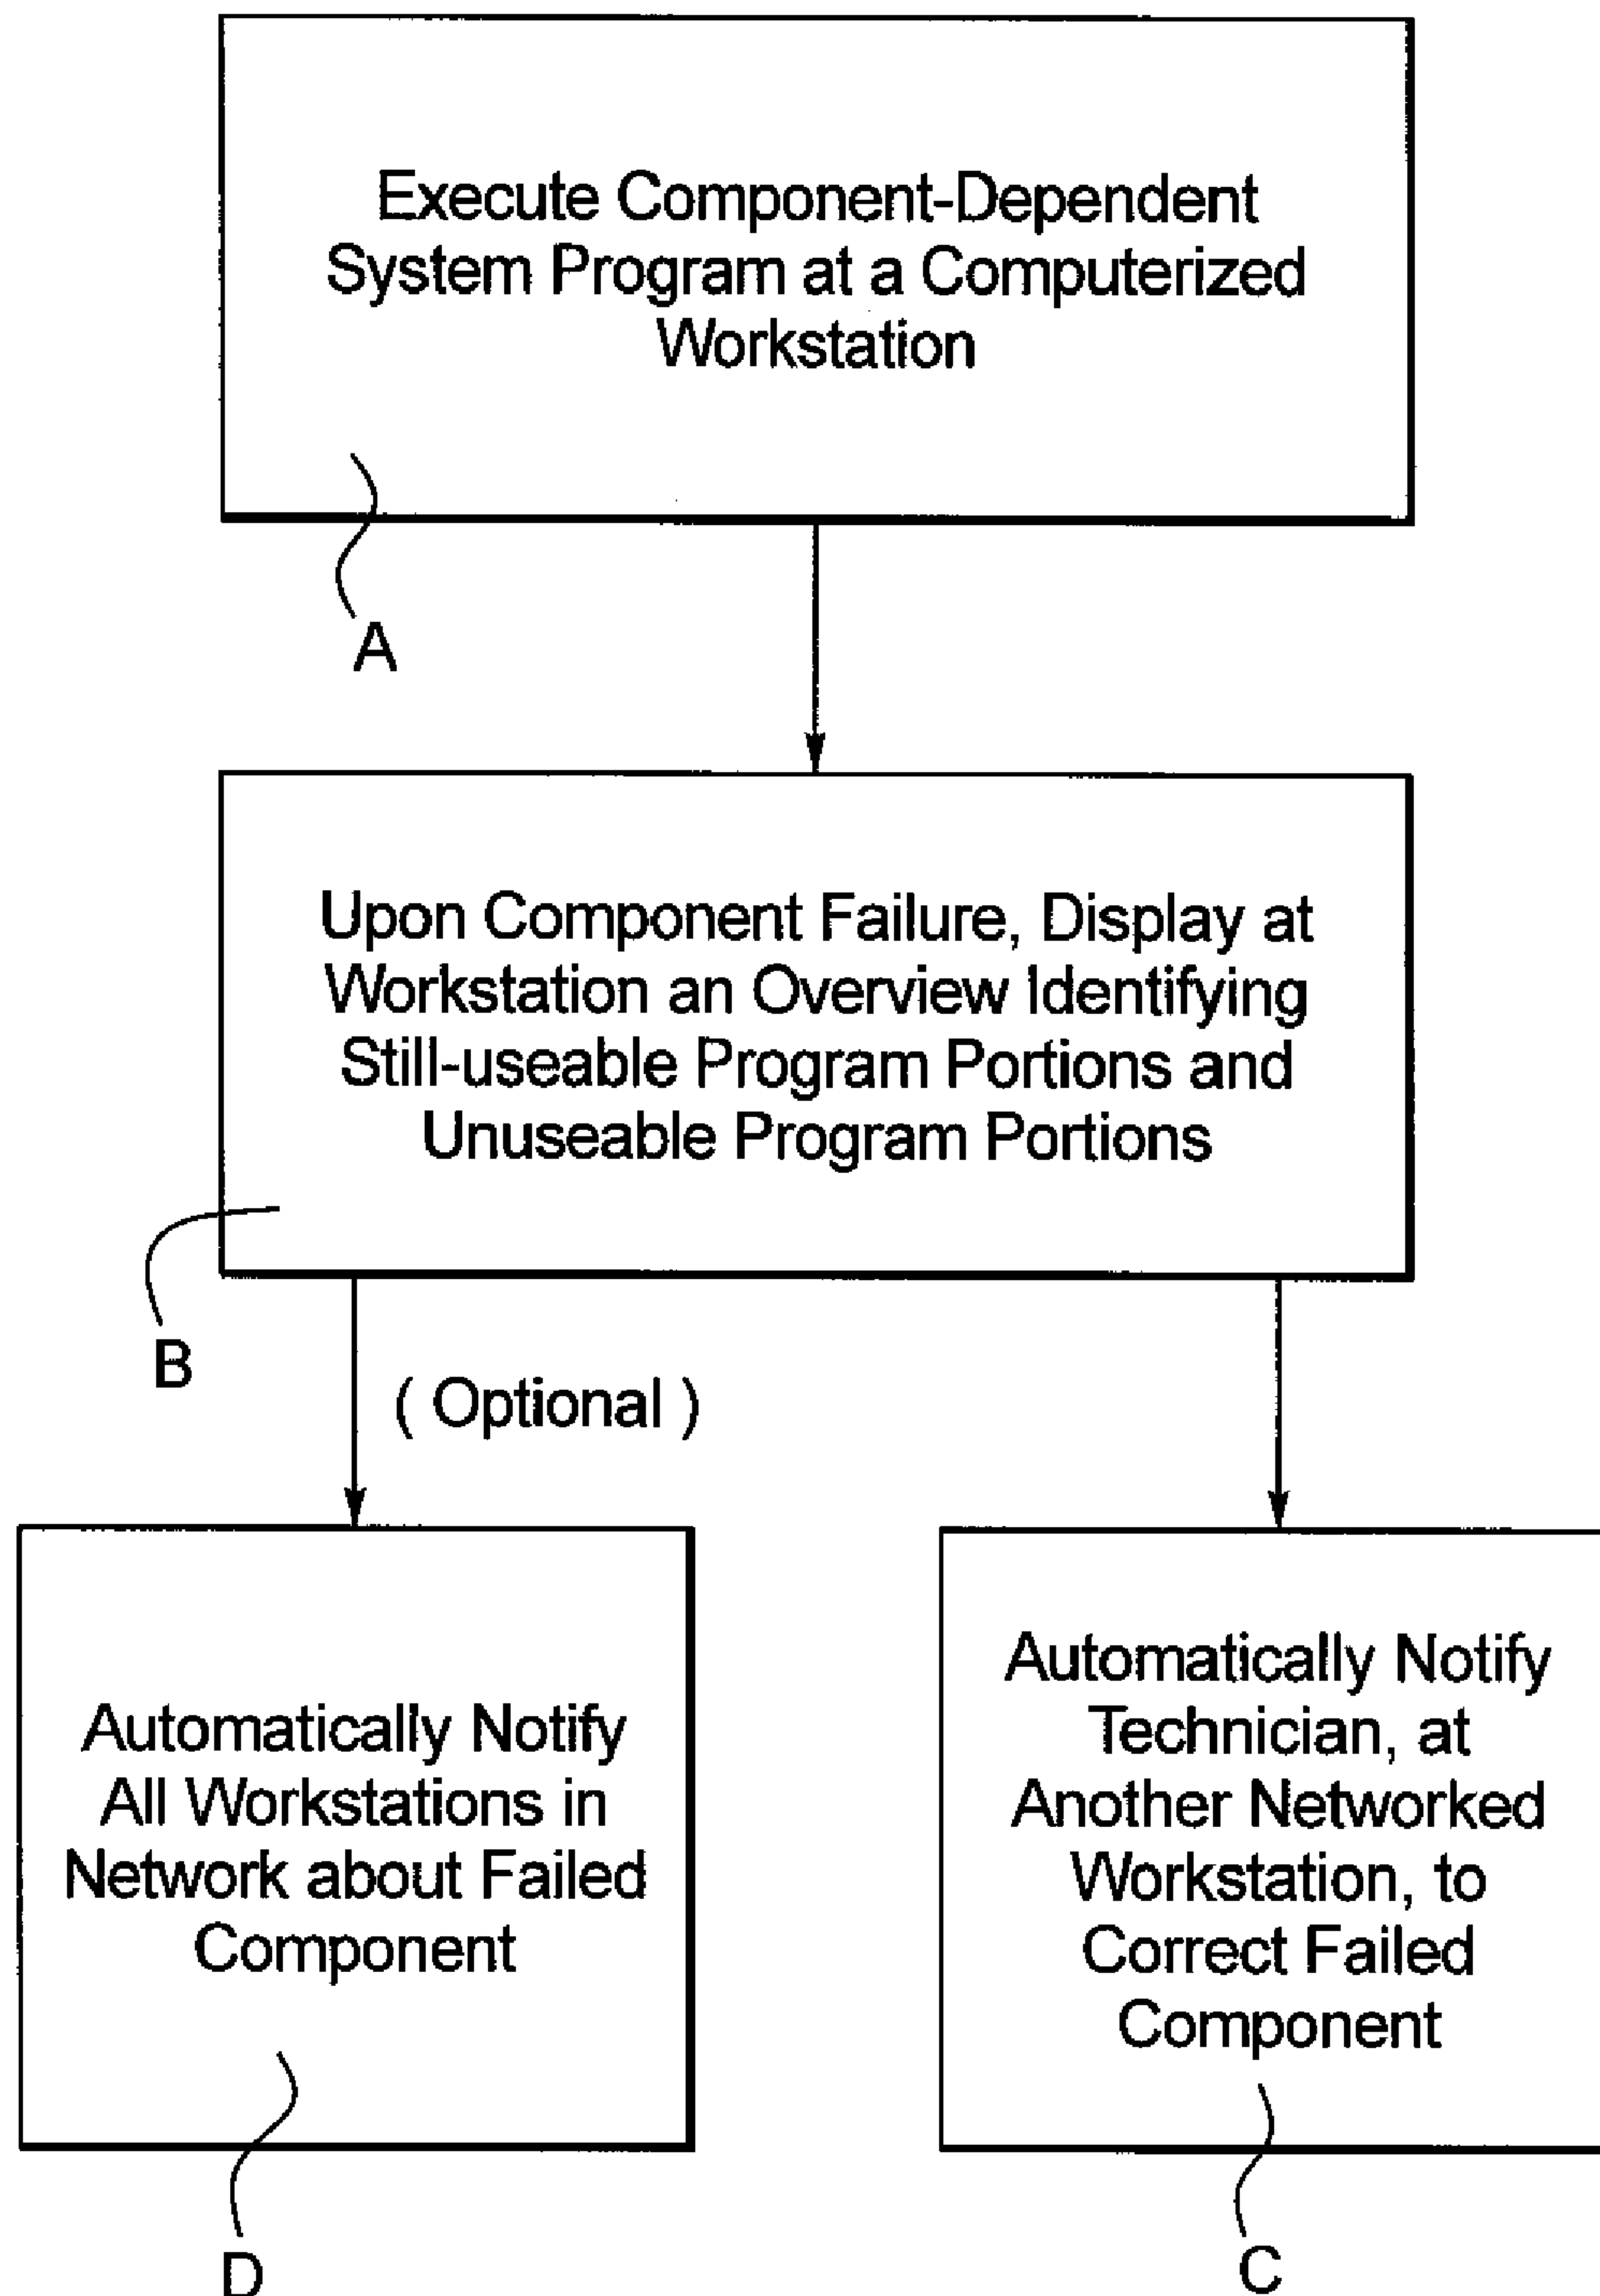 Execute Component-Dependent
System Program at a Computerized
Workstation
A
Upon Component Failure, Display at
Workstation an Overview Identifying
Still-useable Program Portions and
Unuseable Program Portions
B
( Optional )
Automatically Notify
All Workstations in
Network about Failed
Component
D
Automatically Notify
Technician, at
Another Networked
Workstation, to
Correct Failed
Component
C